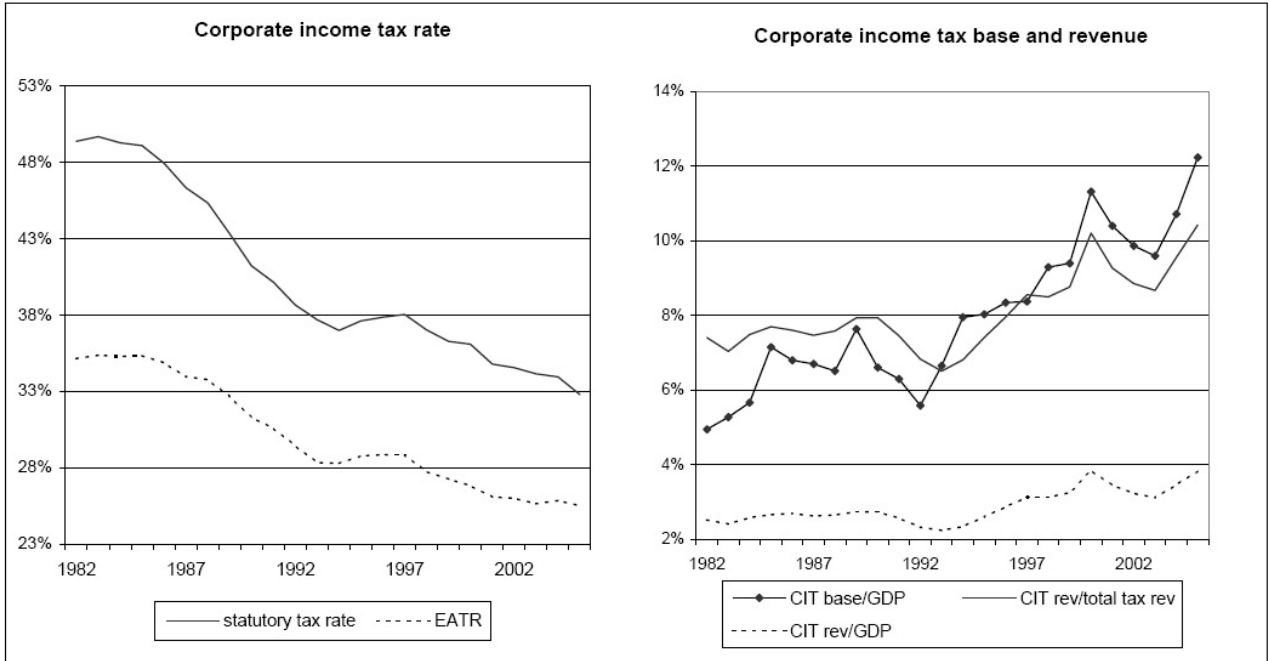 Corporate income tax rate
53%
48%
43%
38%
33%
28%
23%
1982 1987 1992 1997 2002
statutory tax rate EATR
Corporate income tax base and revenue
14%
12%
10%
8%
6%
4%
2%
1982 1987 1992 1997 2002
CIT base/GDP CIT rev/total tax rev
CIT rev/GDP